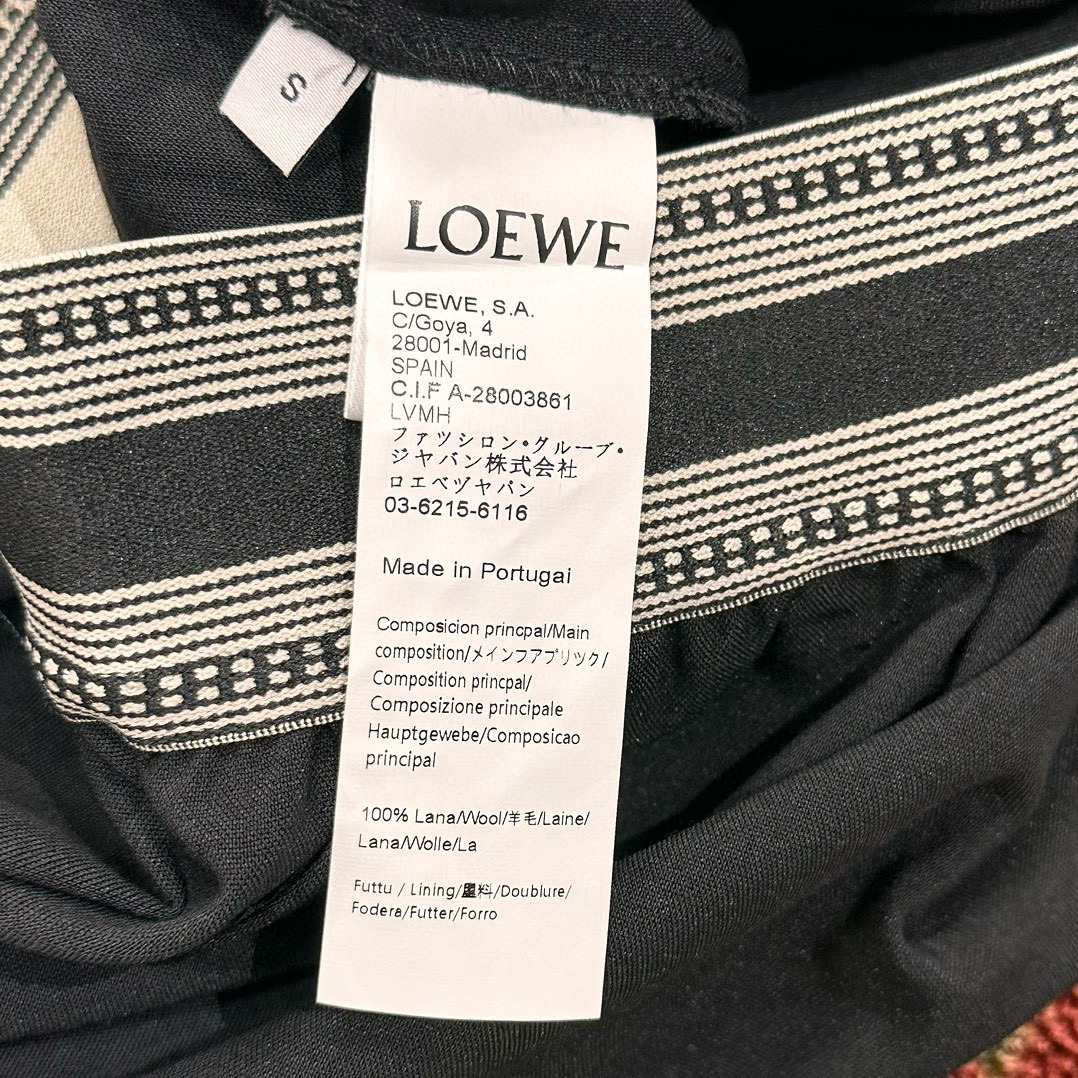 S
LOEWE
LOEWE, S.A.
C/Goya, 4
28001-Madrid
SPAIN
C.I.F A-28003861
LVMH
ファツシロン・グループ・
ジヤバン株式会社
ロエベヅヤバン
03-6215-6116
Made in Portugai
Composicion princpal/Main
composition/メインフアプリツク/
Composition princpal/
Composizione principale
Hauptgewebe/Composicao
principal
100% Lana/Wool/羊毛/Laine/
Lana/Wolle/La
Futtu / Lining/裏料/Doublure/
Fodera/Futter/Forro